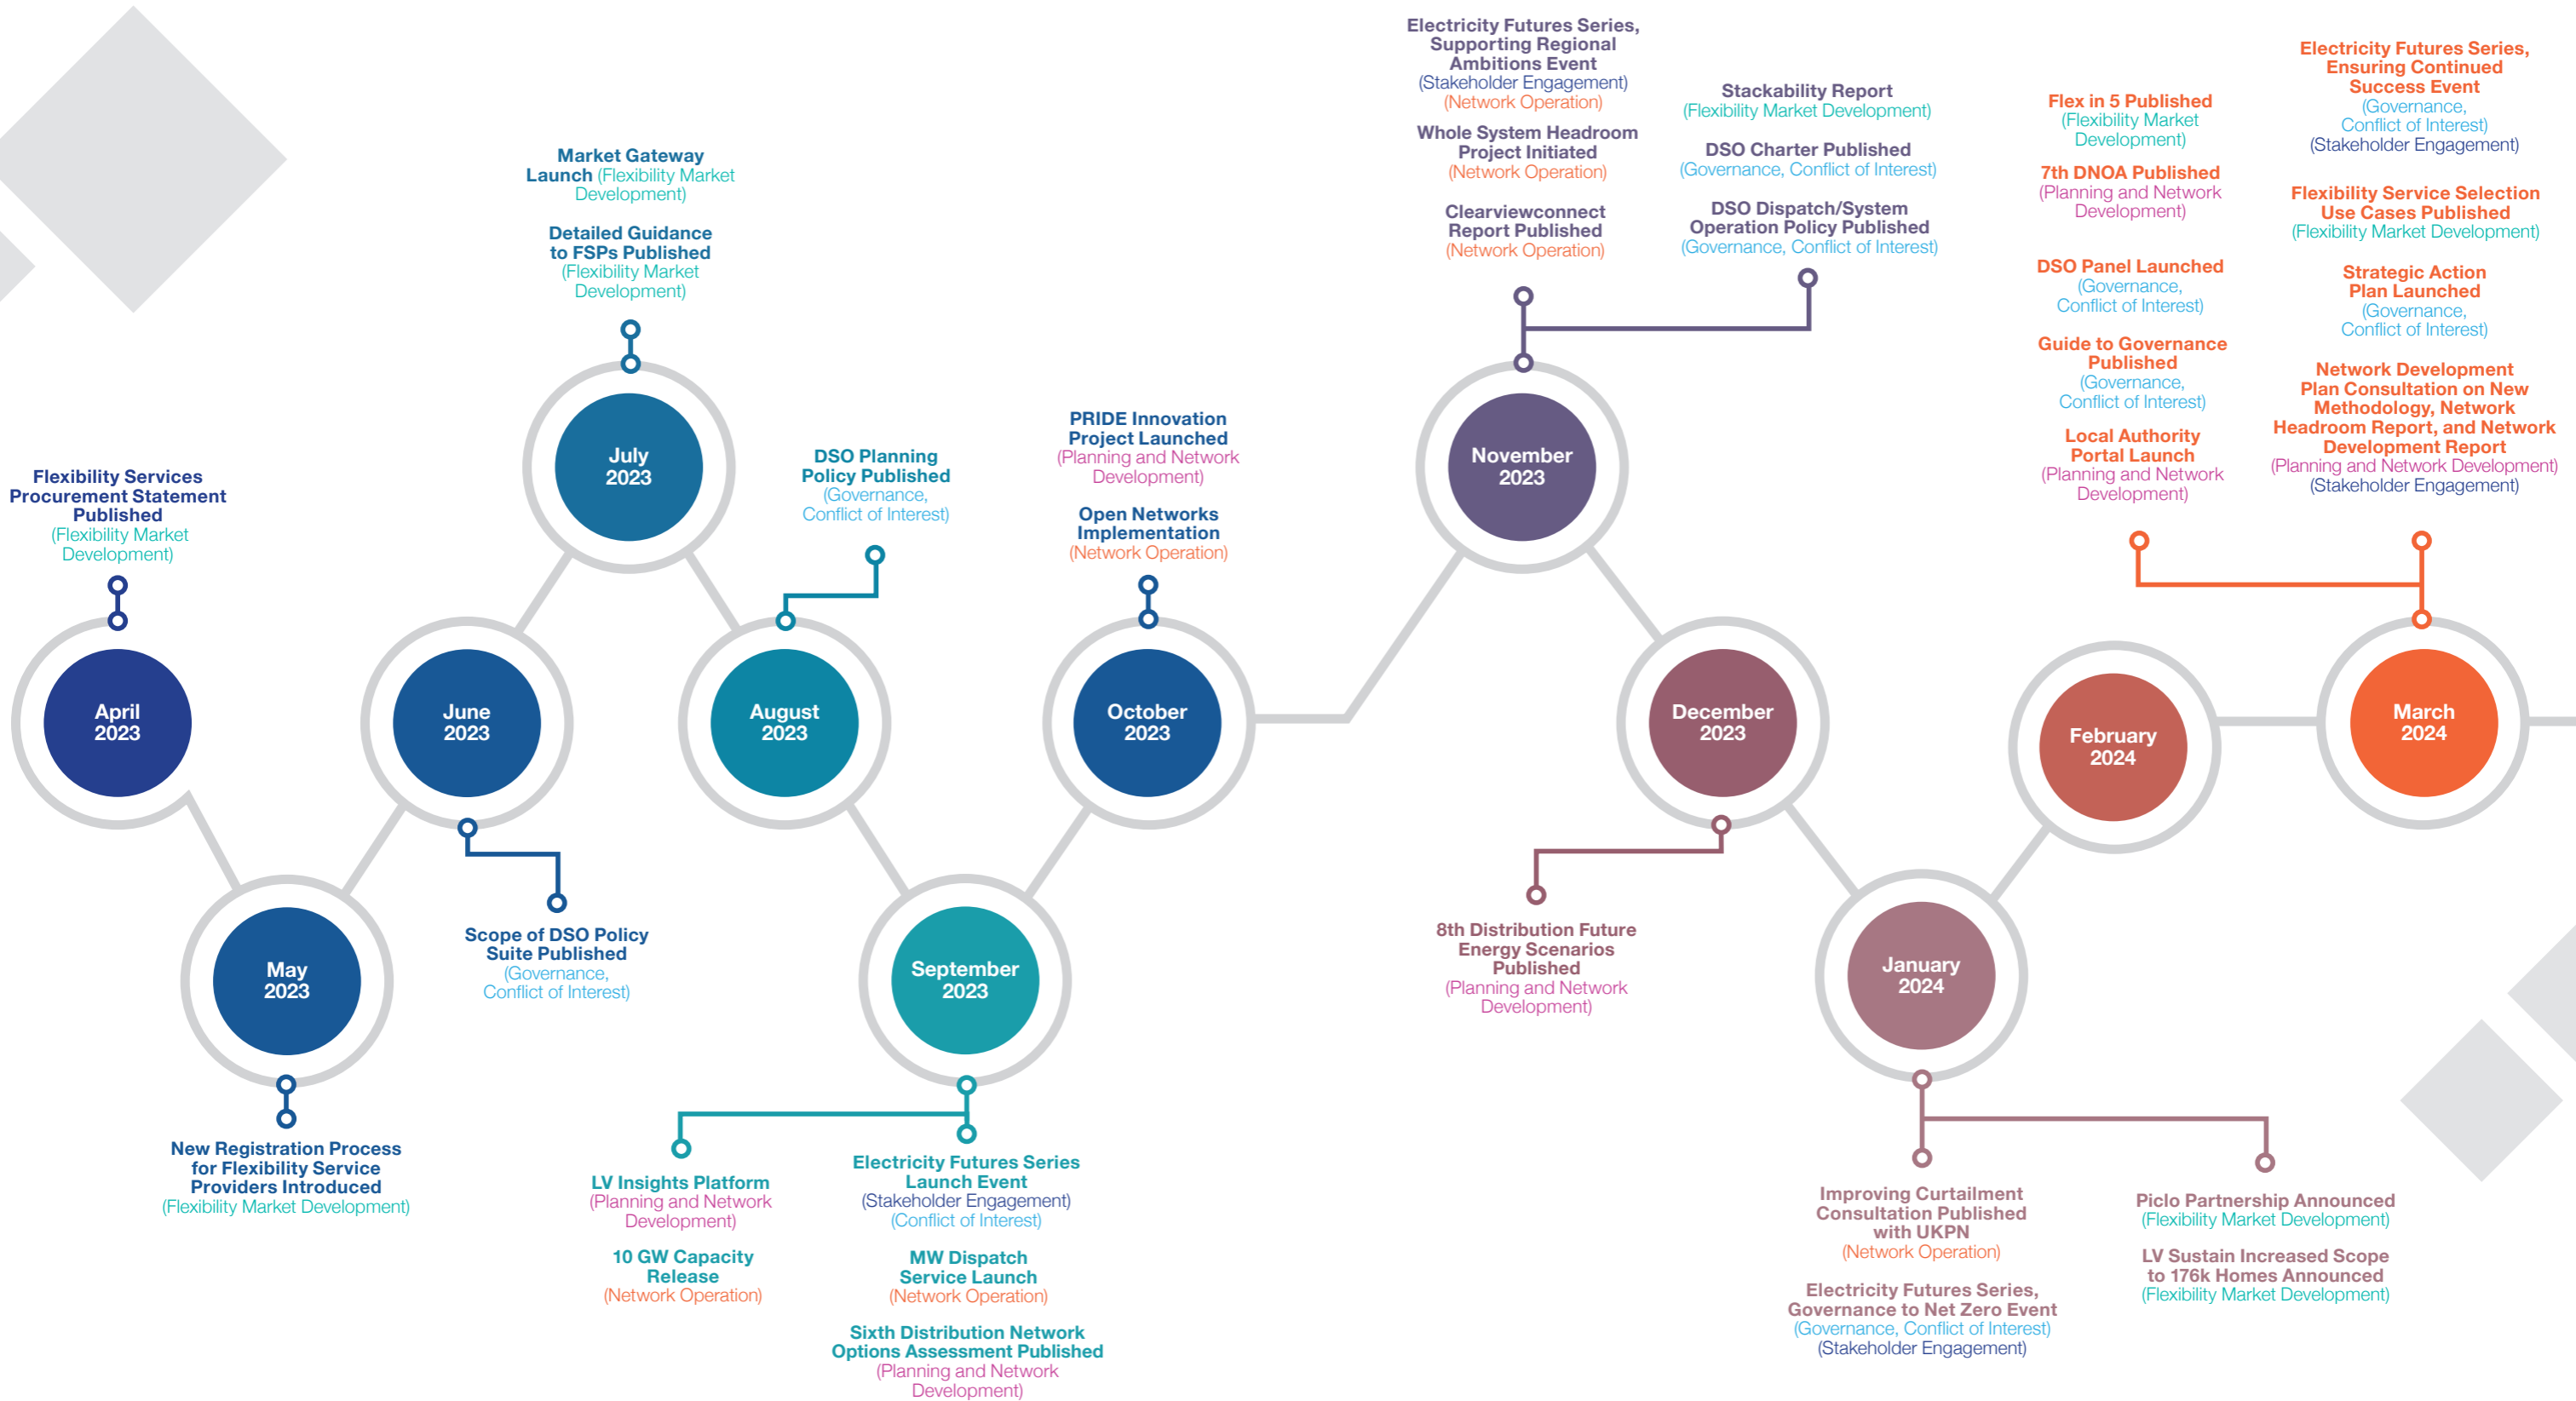 Flexibility Services
Procurement Statement
Published
(Flexibility Market
Development)
April
2023
May
2023
New Registration Process
for Flexibility Service
Providers Introduced
(Flexibility Market Development)
June
2023
Scope of DSO Policy
Suite Published
(Governance,
Conflict of Interest)
Market Gateway
Launch (Flexibility Market
Development)
Detailed Guidance
to FSPs Published
(Flexibility Market
Development)
July
2023
DSO Planning
Policy Published
(Governance,
Conflict of Interest)
August
2023
September
2023
LV Insights Platform
(Planning and Network
Development)
10 GW Capacity
Release
(Network Operation)
Electricity Futures Series
Launch Event
(Stakeholder Engagement)
(Conflict of Interest)
MW Dispatch
Service Launch
(Network Operation)
Sixth Distribution Network
Options Assessment Published
(Planning and Network
Development)
PRIDE Innovation
Project Launched
(Planning and Network
Development)
Open Networks
Implementation
(Network Operation)
October
2023
Electricity Futures Series,
Supporting Regional
Ambitions Event
(Stakeholder Engagement)
(Network Operation)
Whole System Headroom
Project Initiated
(Network Operation)
Clearviewconnect
Report Published
(Network Operation)
Stackability Report
(Flexibility Market Development)
DSO Charter Published
(Governance, Conflict of Interest)
DSO Dispatch/System
Operation Policy Published
(Governance, Conflict of Interest)
November
2023
December
2023
8th Distribution Future
Energy Scenarios
Published
(Planning and Network
Development)
January
2024
Improving Curtailment
Consultation Published
with UKPN
(Network Operation)
Electricity Futures Series,
Governance to Net Zero Event
(Governance, Conflict of Interest)
(Stakeholder Engagement)
Piclo Partnership Announced
(Flexibility Market Development)
LV Sustain Increased Scope
to 176k Homes Announced
(Flexibility Market Development)
February
2024
Flex in 5 Published
(Flexibility Market
Development)
7th DNOA Published
(Planning and Network
Development)
DSO Panel Launched
(Governance,
Conflict of Interest)
Guide to Governance
Published
(Governance,
Conflict of Interest)
Local Authority
Portal Launch
(Planning and Network
Development)
Electricity Futures Series,
Ensuring Continued
Success Event
(Governance,
Conflict of Interest)
(Stakeholder Engagement)
Flexibility Service Selection
Use Cases Published
(Flexibility Market Development)
Strategic Action
Plan Launched
(Governance,
Conflict of Interest)
Network Development
Plan Consultation on New
Methodology, Network
Headroom Report, and Network
Development Report
(Planning and Network Development)
(Stakeholder Engagement)
March
2024